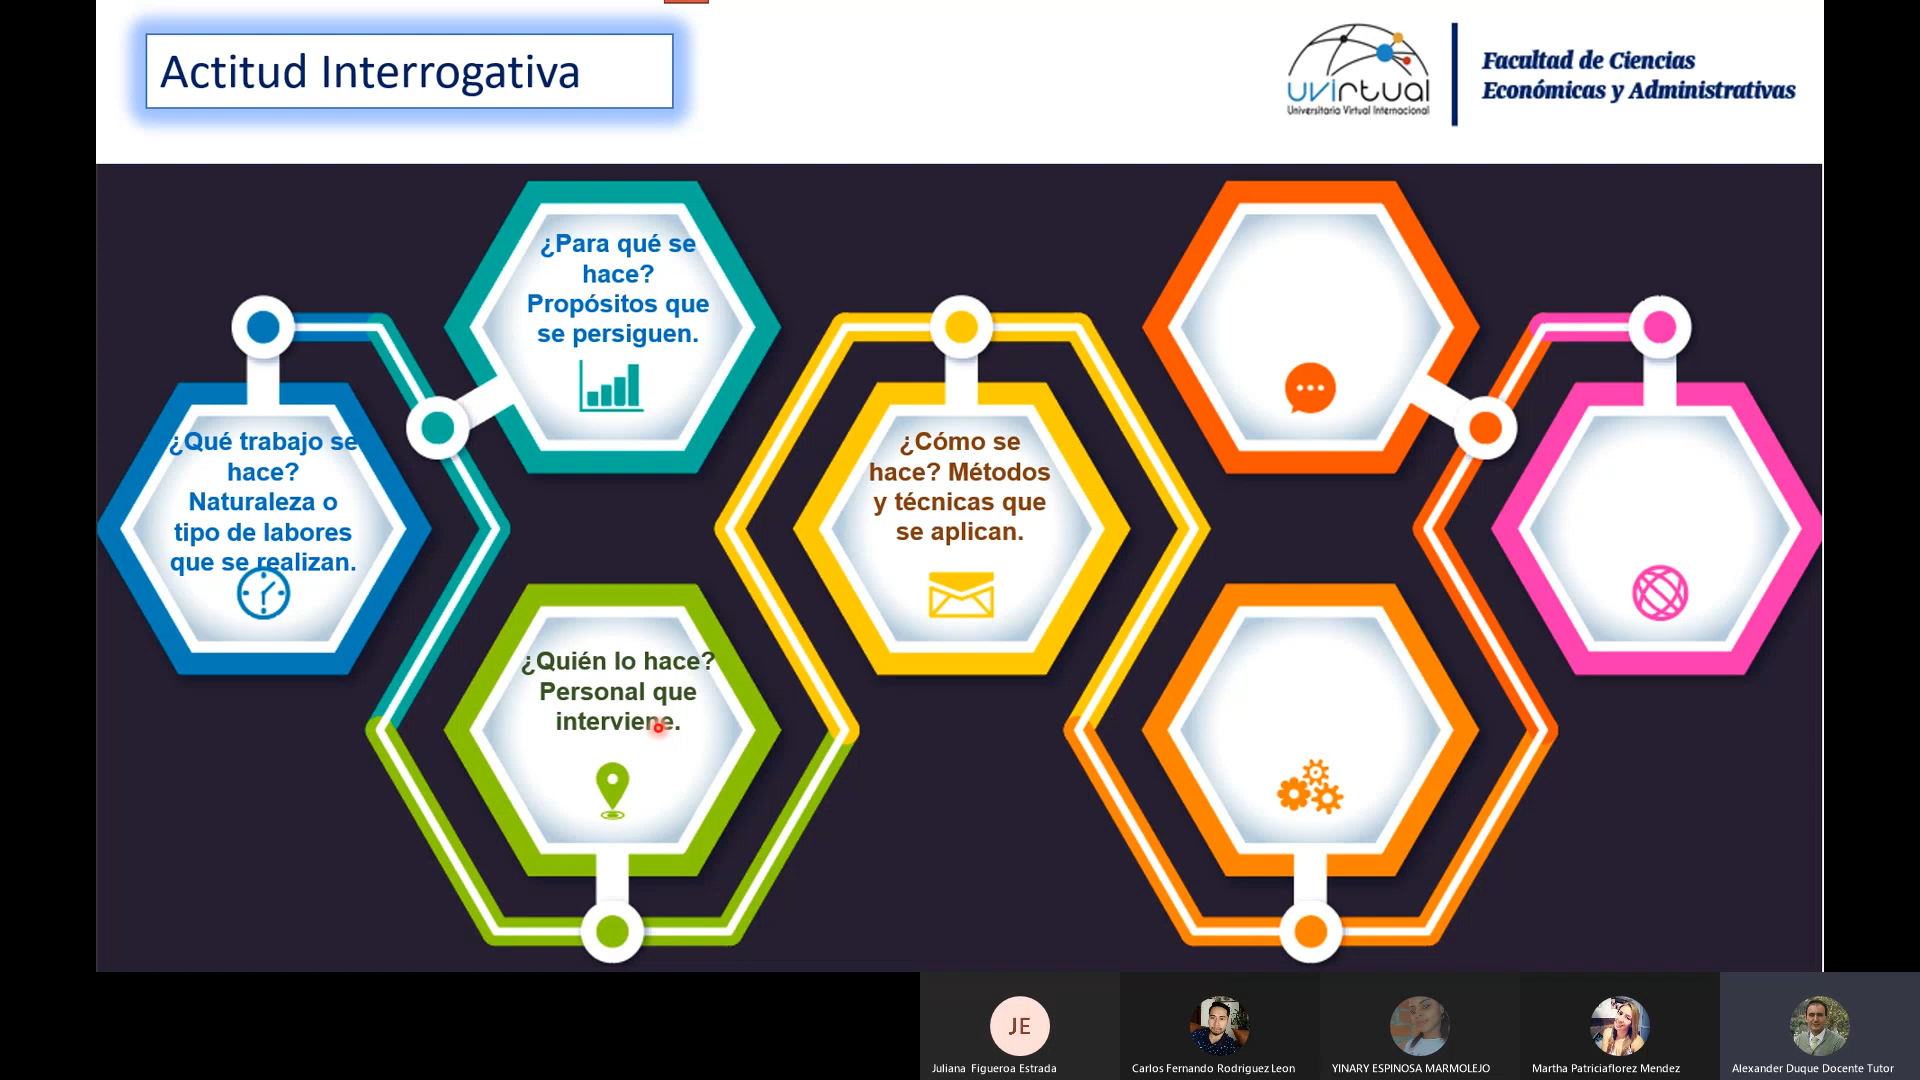 Actitud Interrogativa
uvirtual
Universitaria Virtual Internacional
Facultad de Ciencias
Económicas y Administrativas
¿Para qué se
hace?
Propósitos que
se persiguen.
¿Qué trabajo se
hace?
Naturaleza o
tipo de labores
que se realizan.
¿Cómo se
hace? Métodos
y técnicas que
se aplican.
¿Quién lo hace?
Personal que
interviene.
JE
Juliana Figueroa Estrada
Carlos Fernando Rodriguez Leon
YINARY ESPINOSA MARMOLEJO
Martha Patriciaflorez Mendez
Alexander Duque Docente Tutor